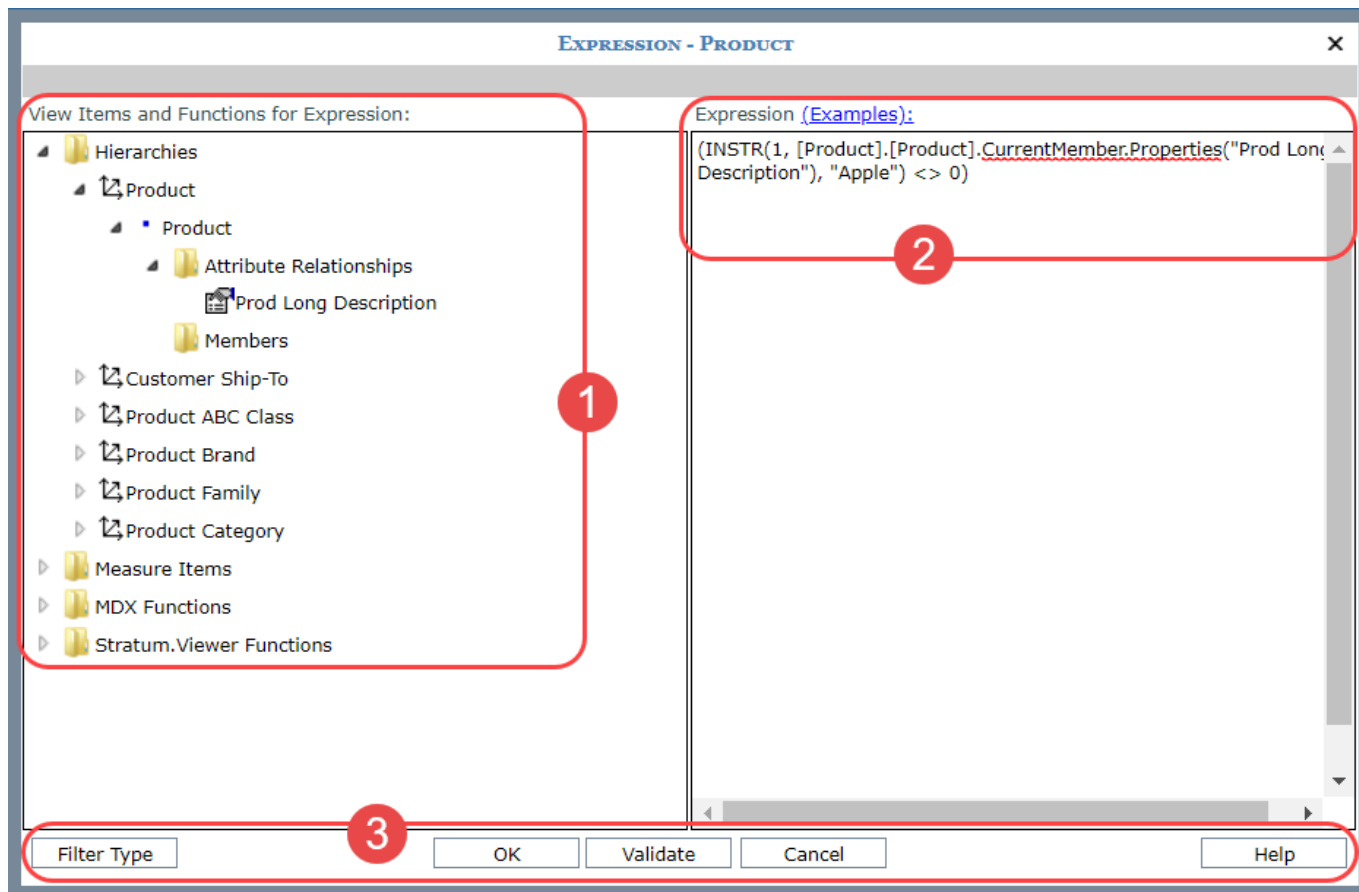 Expression - Product
View Items and Functions for Expression:
Hierarchies
Product
Product
Attribute Relationships
Prod Long Description
Members
Customer Ship-To
Product ABC Class
Product Brand
Product Family
Product Category
Measure Items
MDX Functions
Stratum.Viewer Functions
1
Expression (Examples):
(INSTR(1, [Product].[Product].CurrentMember.Properties("Prod Long
Description"), "Apple") <> 0)
2
3
Filter Type
OK
Validate
Cancel
Help